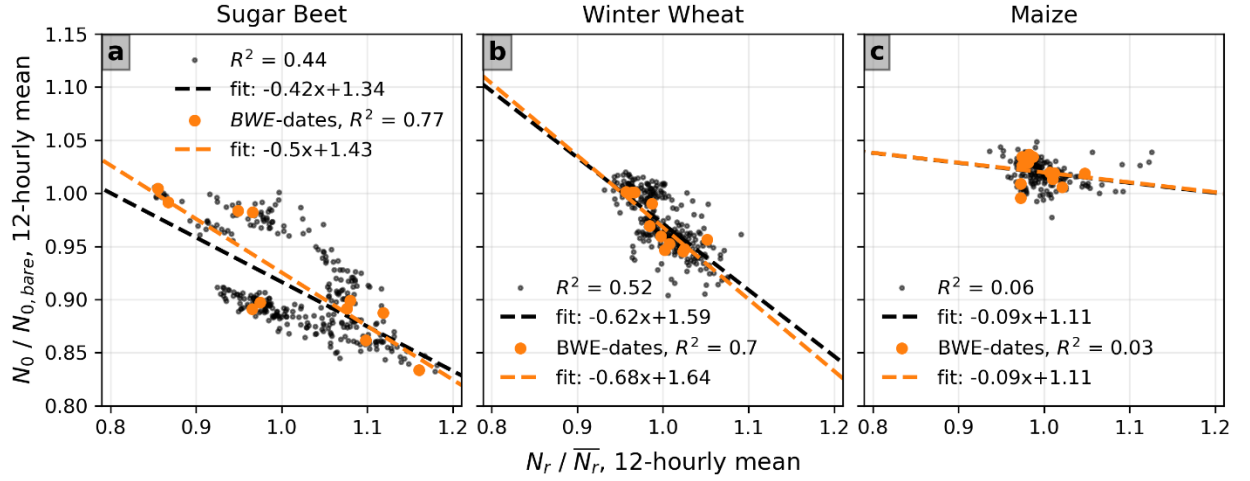 Sugar Beet
Winter Wheat
Maize
N₀ / N₀,bare, 12-hourly mean
1.15
1.10
1.05
1.00
0.95
0.90
0.85
0.80
a
R² = 0.44
fit: -0.42x+1.34
BWE-dates, R² = 0.77
fit: -0.5x+1.43
0.8 0.9 1.0 1.1 1.2
b
R² = 0.52
fit: -0.62x+1.59
BWE-dates, R² = 0.7
fit: -0.68x+1.64
0.8 0.9 1.0 1.1 1.2
c
R² = 0.06
fit: -0.09x+1.11
BWE-dates, R² = 0.03
fit: -0.09x+1.11
0.8 0.9 1.0 1.1 1.2
Nᵣ / N̅ᵣ, 12-hourly mean